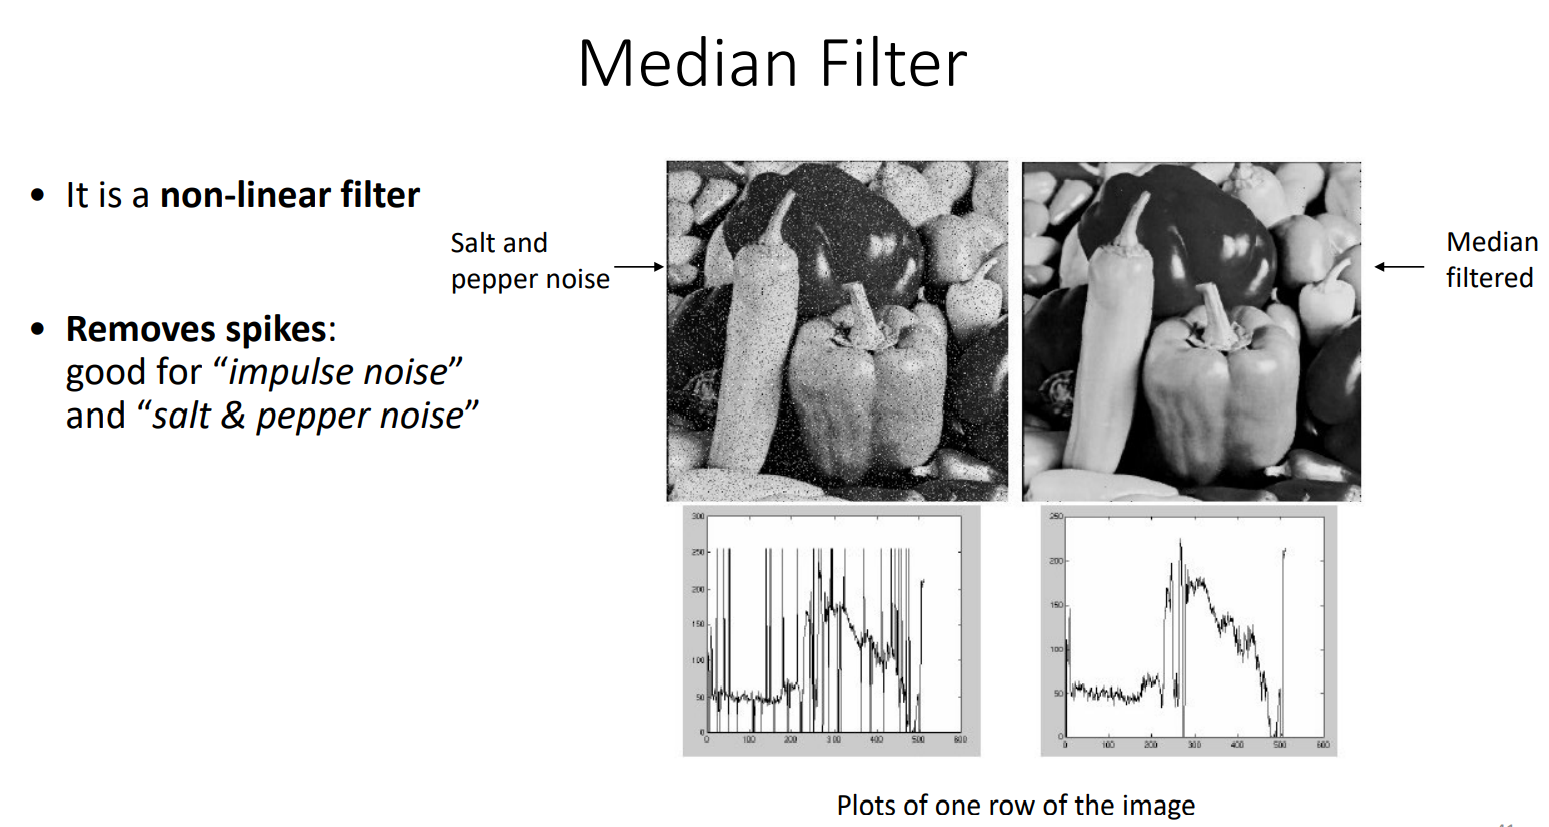 Median Filter
• It is a non-linear filter
• Removes spikes:
good for “impulse noise”
and “salt & pepper noise”
Salt and
pepper noise
Median
filtered
300
250
200
150
100
50
0
0 100 200 300 400 500 600
250
200
150
100
50
0
0 100 200 300 400 500 600
Plots of one row of the image